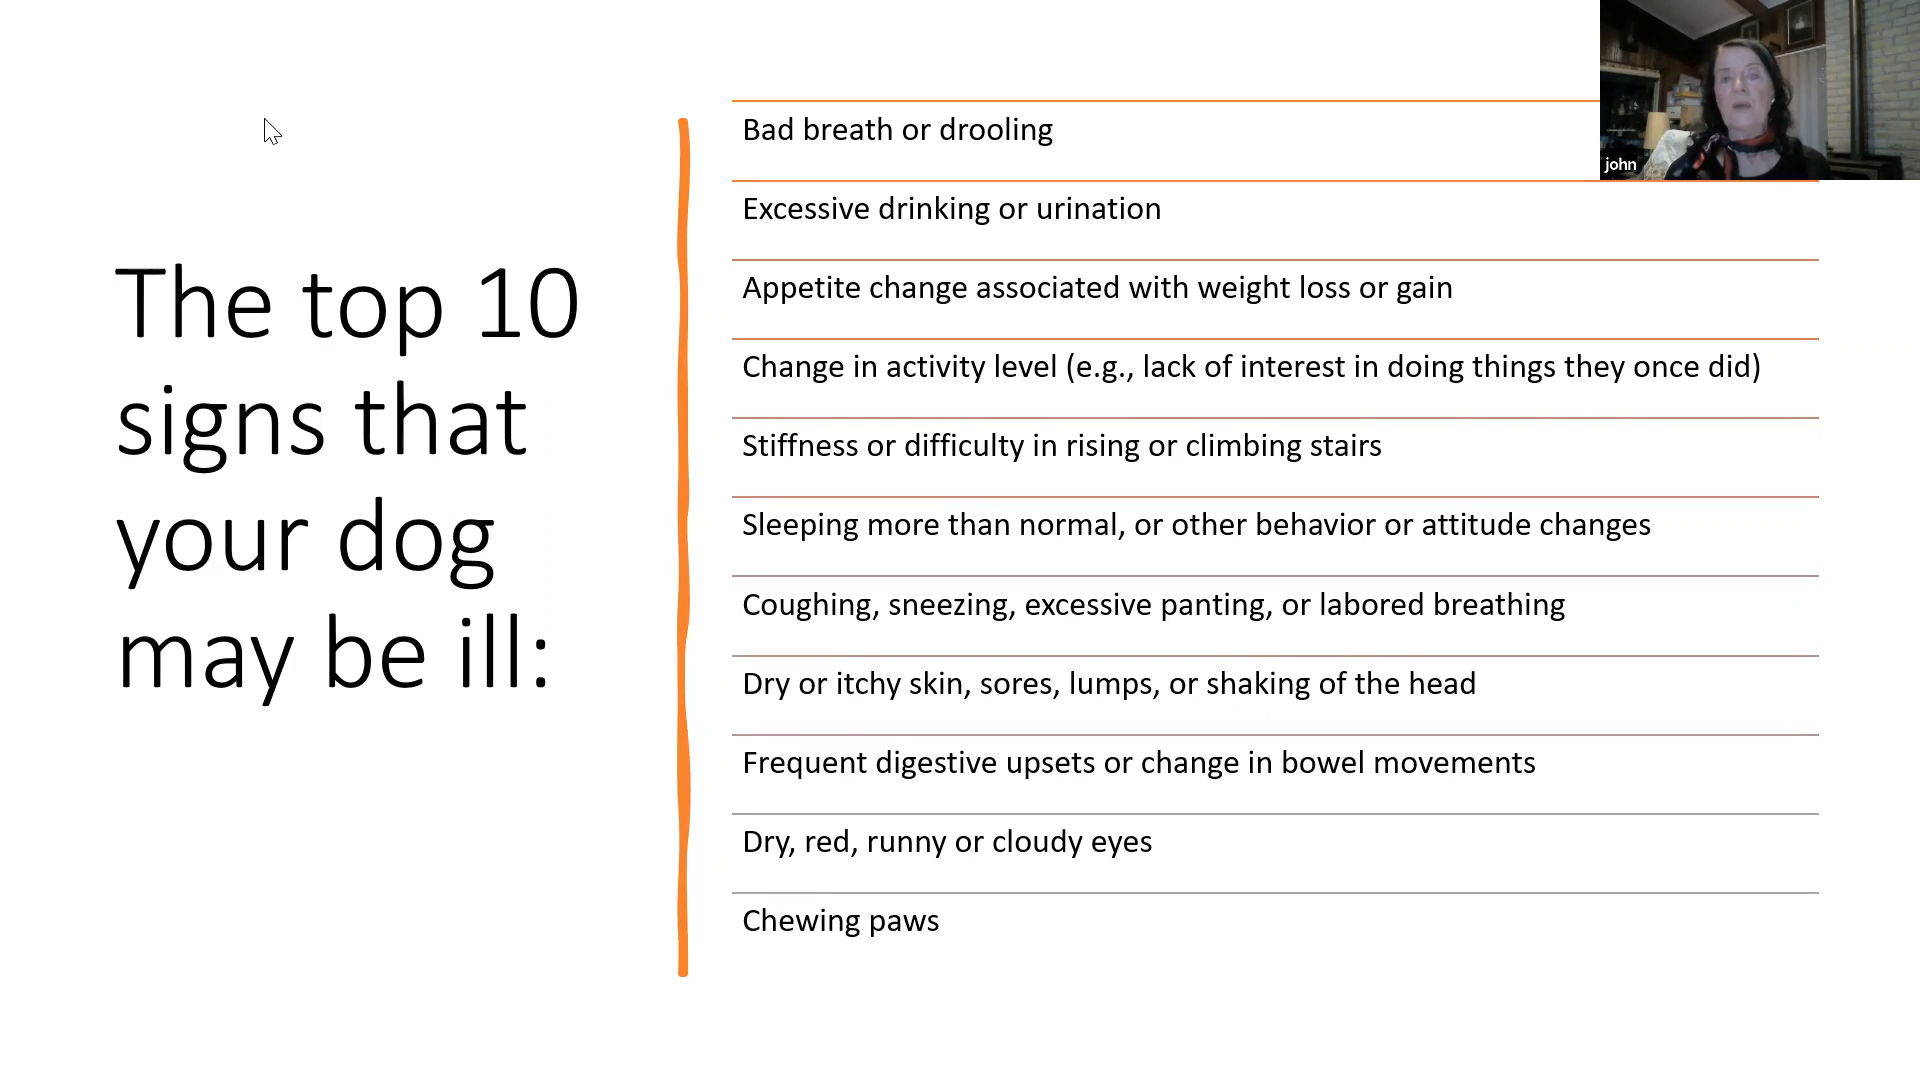 The top 10
signs that
your dog
may be ill:
Bad breath or drooling
Excessive drinking or urination
Appetite change associated with weight loss or gain
Change in activity level (e.g., lack of interest in doing things they once did)
Stiffness or difficulty in rising or climbing stairs
Sleeping more than normal, or other behavior or attitude changes
Coughing, sneezing, excessive panting, or labored breathing
Dry or itchy skin, sores, lumps, or shaking of the head
Frequent digestive upsets or change in bowel movements
Dry, red, runny or cloudy eyes
Chewing paws
john